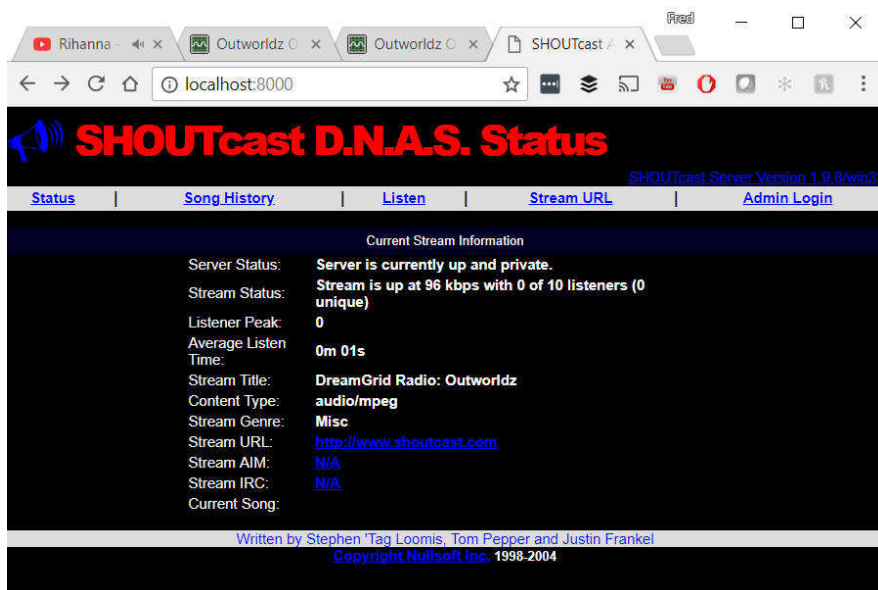 Fred
Rihanna - Outworldz O Outworldz O SHOUTcast A
localhost:8000
SHOUTcast D.N.A.S. Status
SHOUTcast Server Version 1.9.8/win3
Status | Song History | Listen | Stream URL | Admin Login
Current Stream Information
Server Status: Server is currently up and private.
Stream Status: Stream is up at 96 kbps with 0 of 10 listeners (0
unique)
Listener Peak: 0
Average Listen
Time: 0m 01s
Stream Title: DreamGrid Radio: Outworldz
Content Type: audio/mpeg
Stream Genre: Misc
Stream URL: http://www.shoutcast.com
Stream AIM: N/A
Stream IRC: N/A
Current Song:
Written by Stephen 'Tag Loomis, Tom Pepper and Justin Frankel
Copyright Nullsoft Inc. 1998-2004